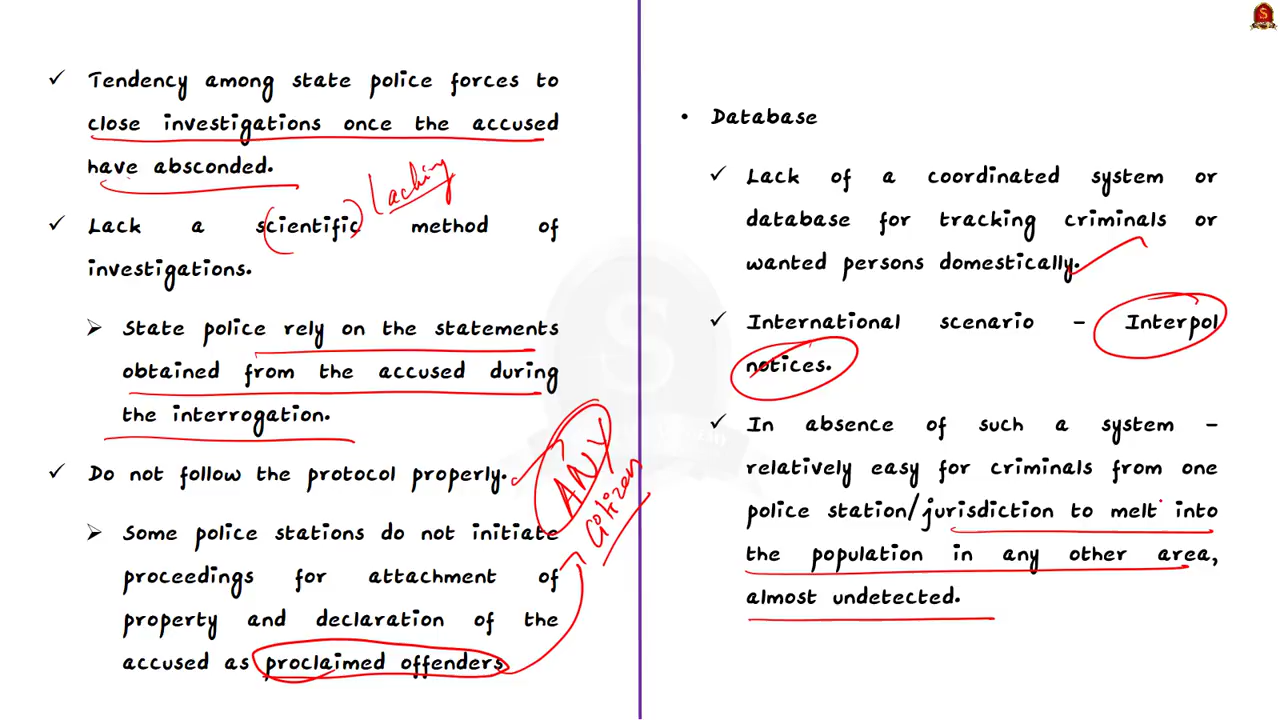 ✓ Tendency among state police forces to
close investigations once the accused
have absconded.
lacking
✓ Lack a scientific method of
investigations.
➢ State police rely on the statements
obtained from the accused during
the interrogation.
✓ Do not follow the protocol properly.
ANY
citizen
➢ Some police stations do not initiate
proceedings for attachment of
property and declaration of the
accused as proclaimed offenders
• Database
✓ Lack of a coordinated system or
database for tracking criminals or
wanted persons domestically.
✓ International scenario - Interpol
notices.
✓ In absence of such a system -
relatively easy for criminals from one
police station/jurisdiction to melt into
the population in any other area,
almost undetected.
S